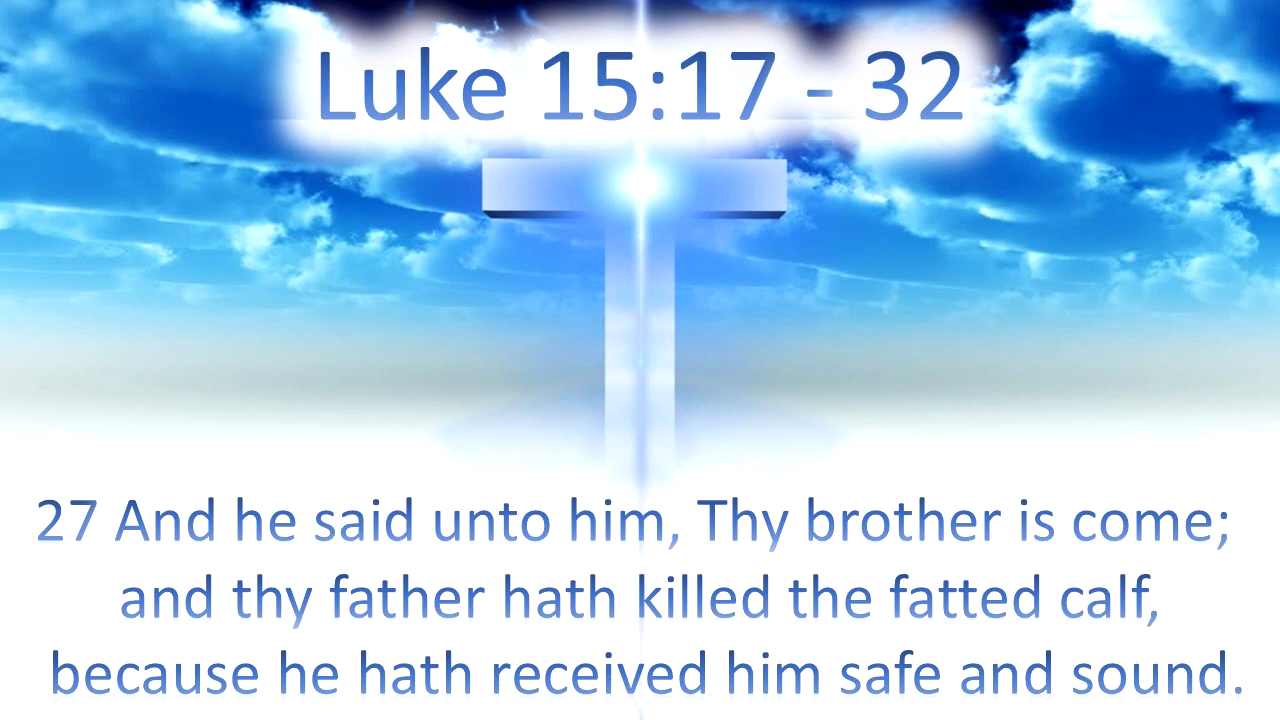 Luke 15:17 - 32
27 And he said unto him, Thy brother is come;
and thy father hath killed the fatted calf,
because he hath received him safe and sound.